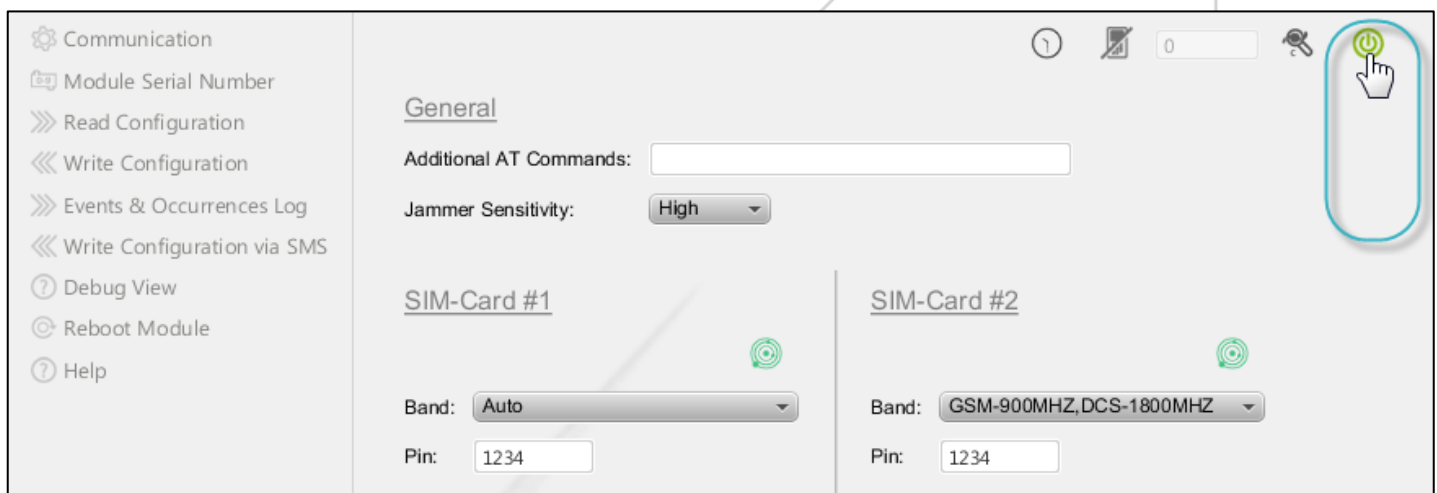 Communication
Module Serial Number
Read Configuration
Write Configuration
Events & Occurrences Log
Write Configuration via SMS
Debug View
Reboot Module
Help
0
General
Additional AT Commands:
Jammer Sensitivity: High
SIM-Card #1
Band: Auto
Pin: 1234
SIM-Card #2
Band: GSM-900MHZ,DCS-1800MHZ
Pin: 1234